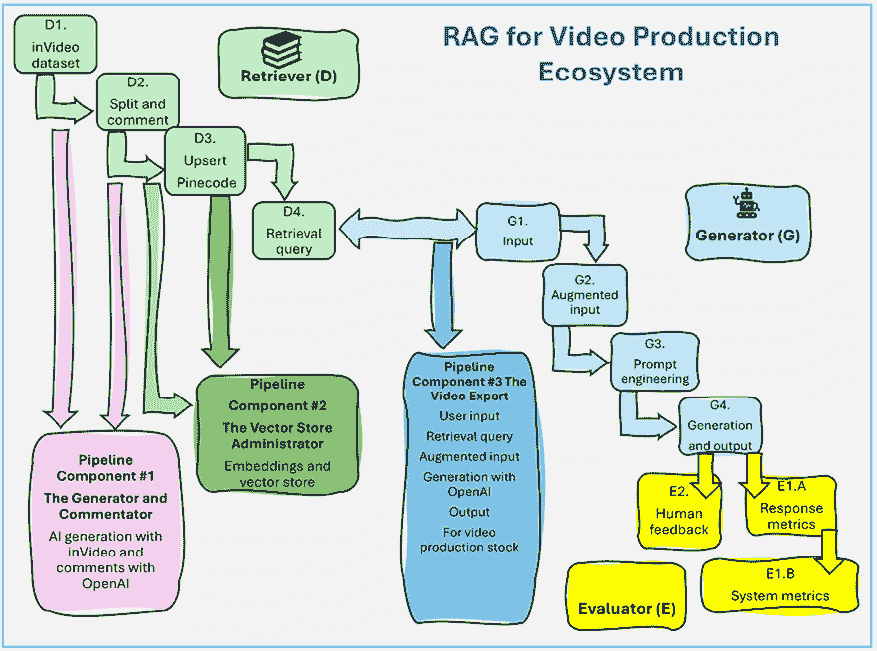 RAG for Video Production
Ecosystem
D1.
inVideo
dataset
Retriever (D)
D2.
Split and
comment
D3.
Upsert
Pinecone
D4.
Retrieval
query
G1.
Input
Generator (G)
G2.
Augmented
input
G3.
Prompt
engineering
G4.
Generation
and output
Pipeline
Component #1
The Generator and
Commentator
AI generation with
inVideo and
comments with
OpenAI
Pipeline
Component #2
The Vector Store
Administrator
Embeddings and
vector store
Pipeline
Component #3 The
Video Export
User input
Retrieval query
Augmented input
Generation with
OpenAI
Output
For video
production stock
E2.
Human
feedback
E1.A
Response
metrics
E1.B
System metrics
Evaluator (E)